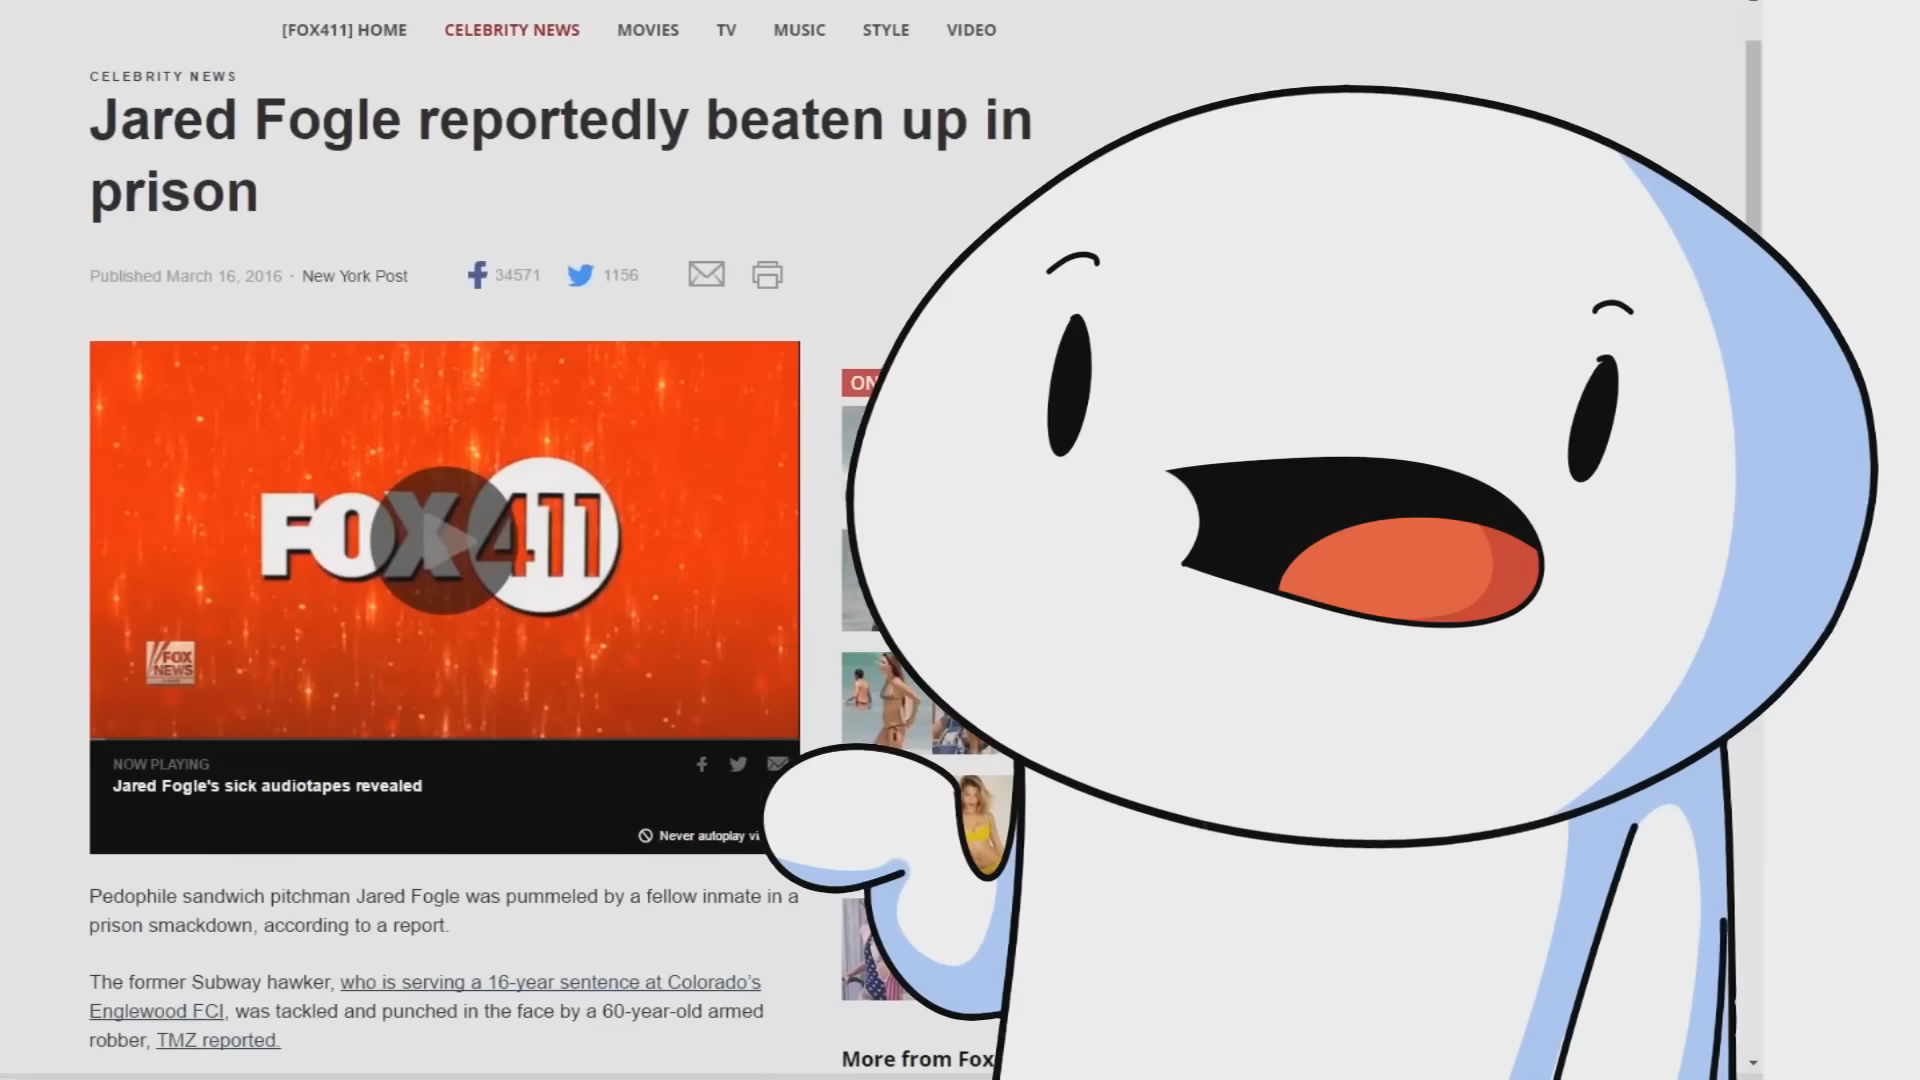 [FOX411] HOME CELEBRITY NEWS MOVIES TV MUSIC STYLE VIDEO
CELEBRITY NEWS
Jared Fogle reportedly beaten up in
prison
Published March 16, 2016 · New York Post 34571 1156
ON
FOX411
FOX
NEWS
NOW PLAYING
Jared Fogle's sick audiotapes revealed
Never autoplay vi
Pedophile sandwich pitchman Jared Fogle was pummeled by a fellow inmate in a
prison smackdown, according to a report.
The former Subway hawker, who is serving a 16-year sentence at Colorado’s
Englewood FCI, was tackled and punched in the face by a 60-year-old armed
robber, TMZ reported.
More from Fox